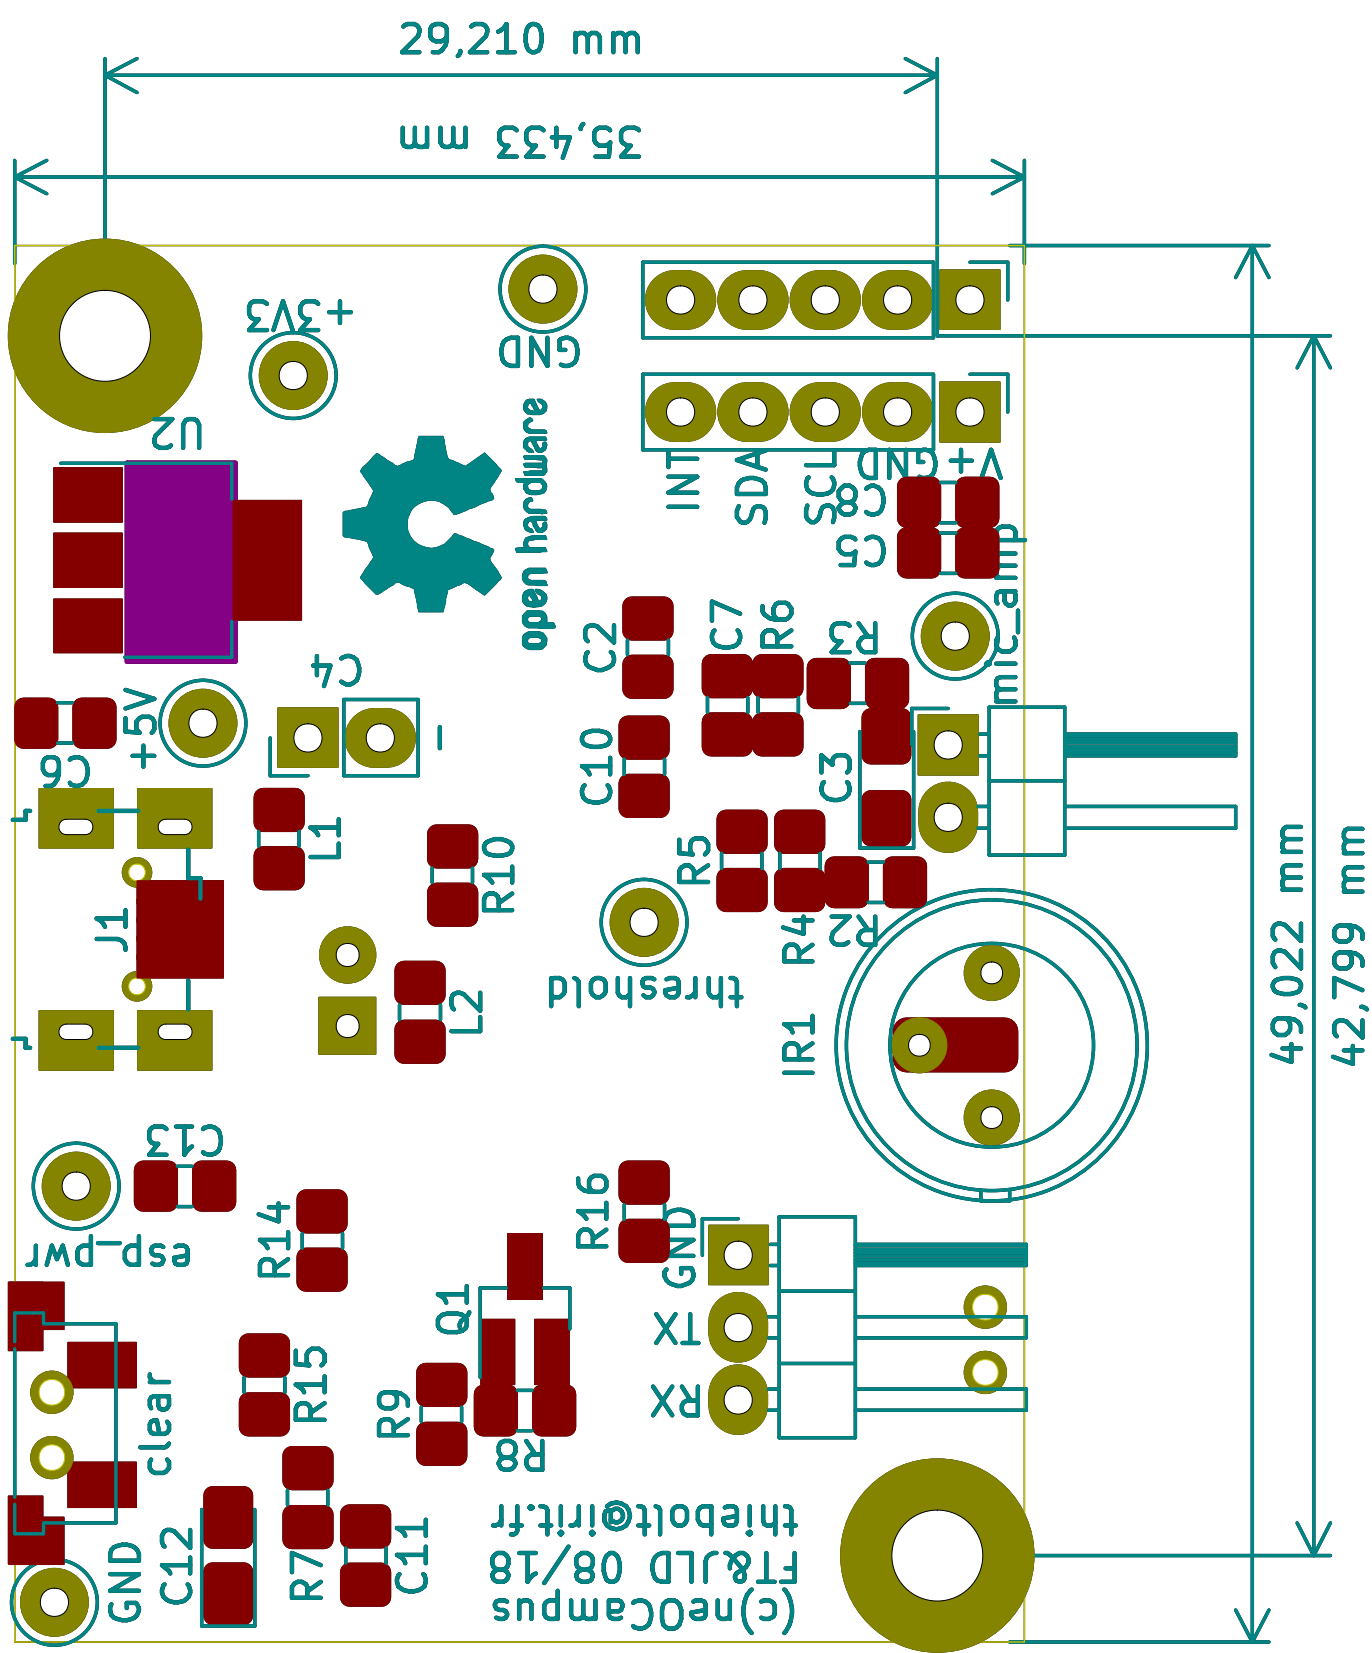 29,210 mm
35,433 mm
+3V3
GND
U2
open hardware
INT
SDA
SCL
GND
V+
C8
C5
mic_amp
C2
C7
R6
R3
C4
+5V
-
C6
C10
C3
L1
R10
R5
J1
R4
R2
threshold
L2
IR1
49,022 mm
42,799 mm
C13
esp_pwr
R14
R16
GND
Q1
TX
RX
R15
clear
R9
R8
thiebolt@irit.fr
FT&JLD 08/18
(c)neOCampus
GND
C12
R7
C11